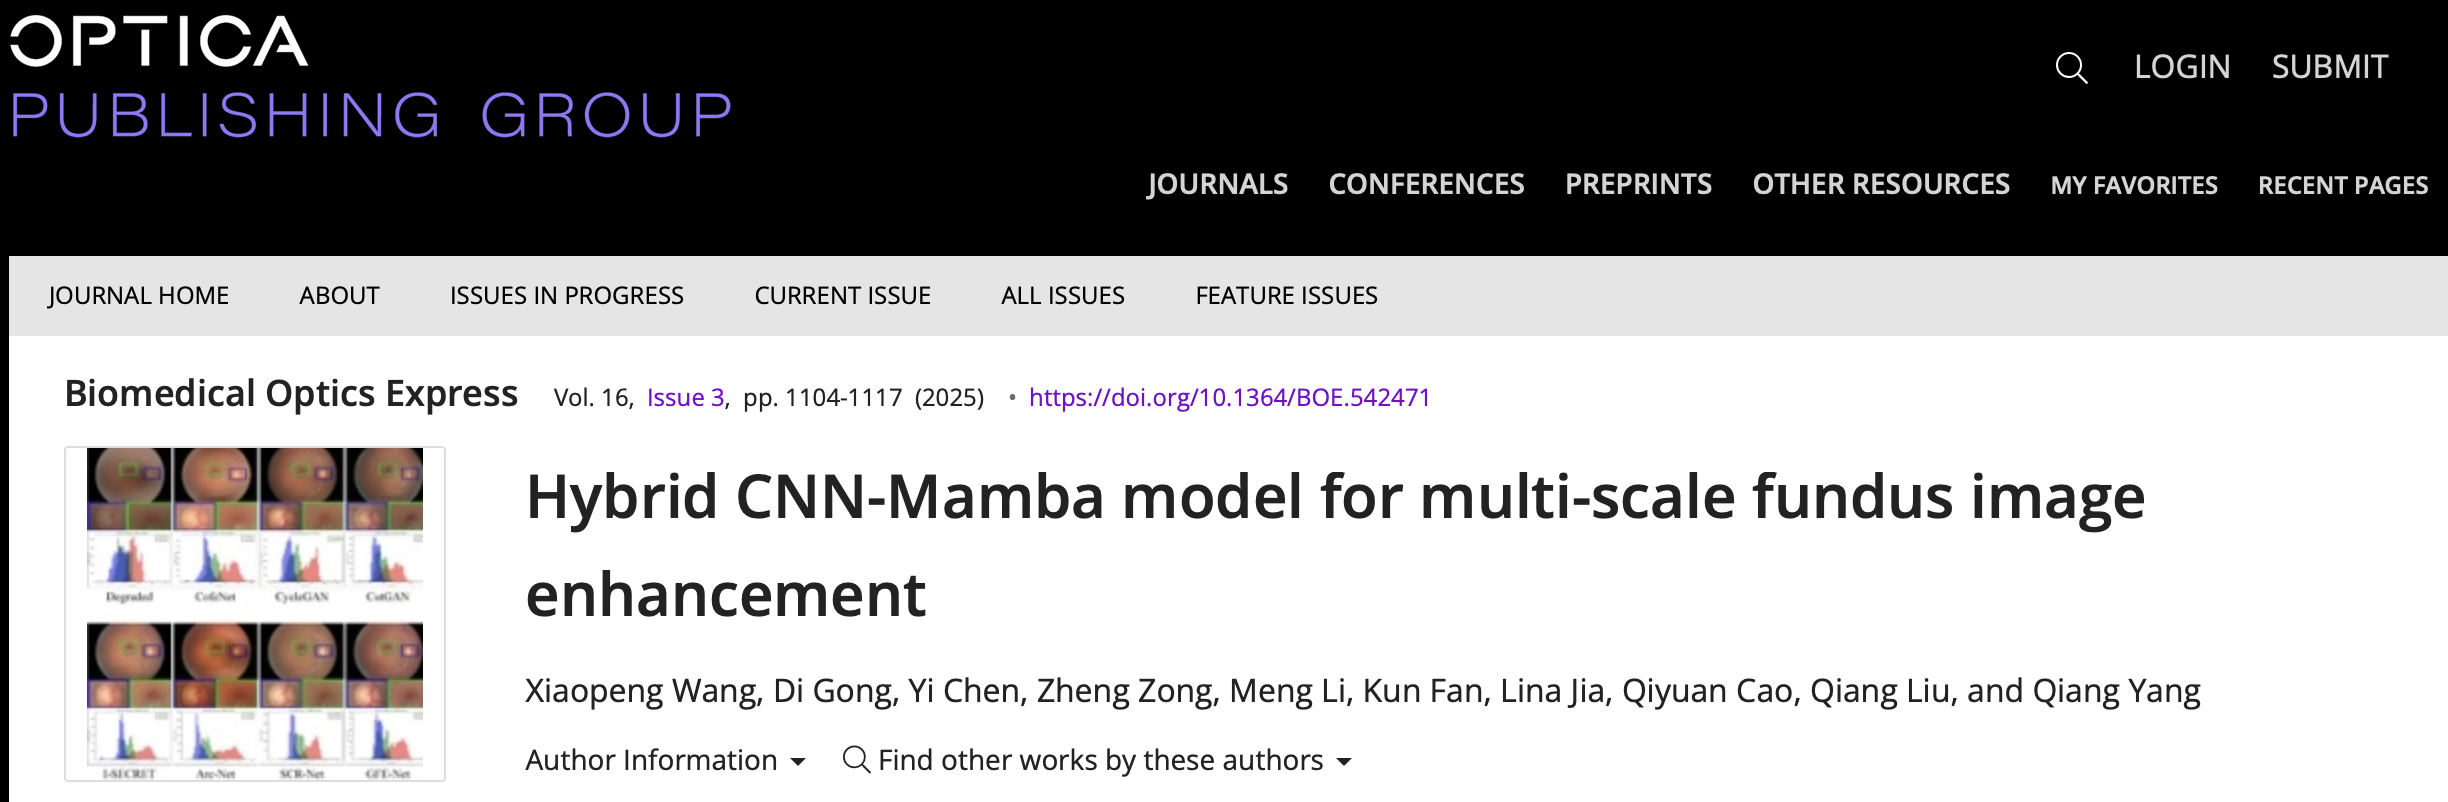 OPTICA
PUBLISHING GROUP
LOGIN SUBMIT
JOURNALS CONFERENCES PREPRINTS OTHER RESOURCES MY FAVORITES RECENT PAGES
JOURNAL HOME ABOUT ISSUES IN PROGRESS CURRENT ISSUE ALL ISSUES FEATURE ISSUES
Biomedical Optics Express Vol. 16, Issue 3, pp. 1104-1117 (2025) • https://doi.org/10.1364/BOE.542471
Degraded CofeNet CycleGAN CutGAN
I-SECRET Arc-Net SCR-Net GFE-Net
Hybrid CNN-Mamba model for multi-scale fundus image
enhancement
Xiaopeng Wang, Di Gong, Yi Chen, Zheng Zong, Meng Li, Kun Fan, Lina Jia, Qiyuan Cao, Qiang Liu, and Qiang Yang
Author Information Find other works by these authors